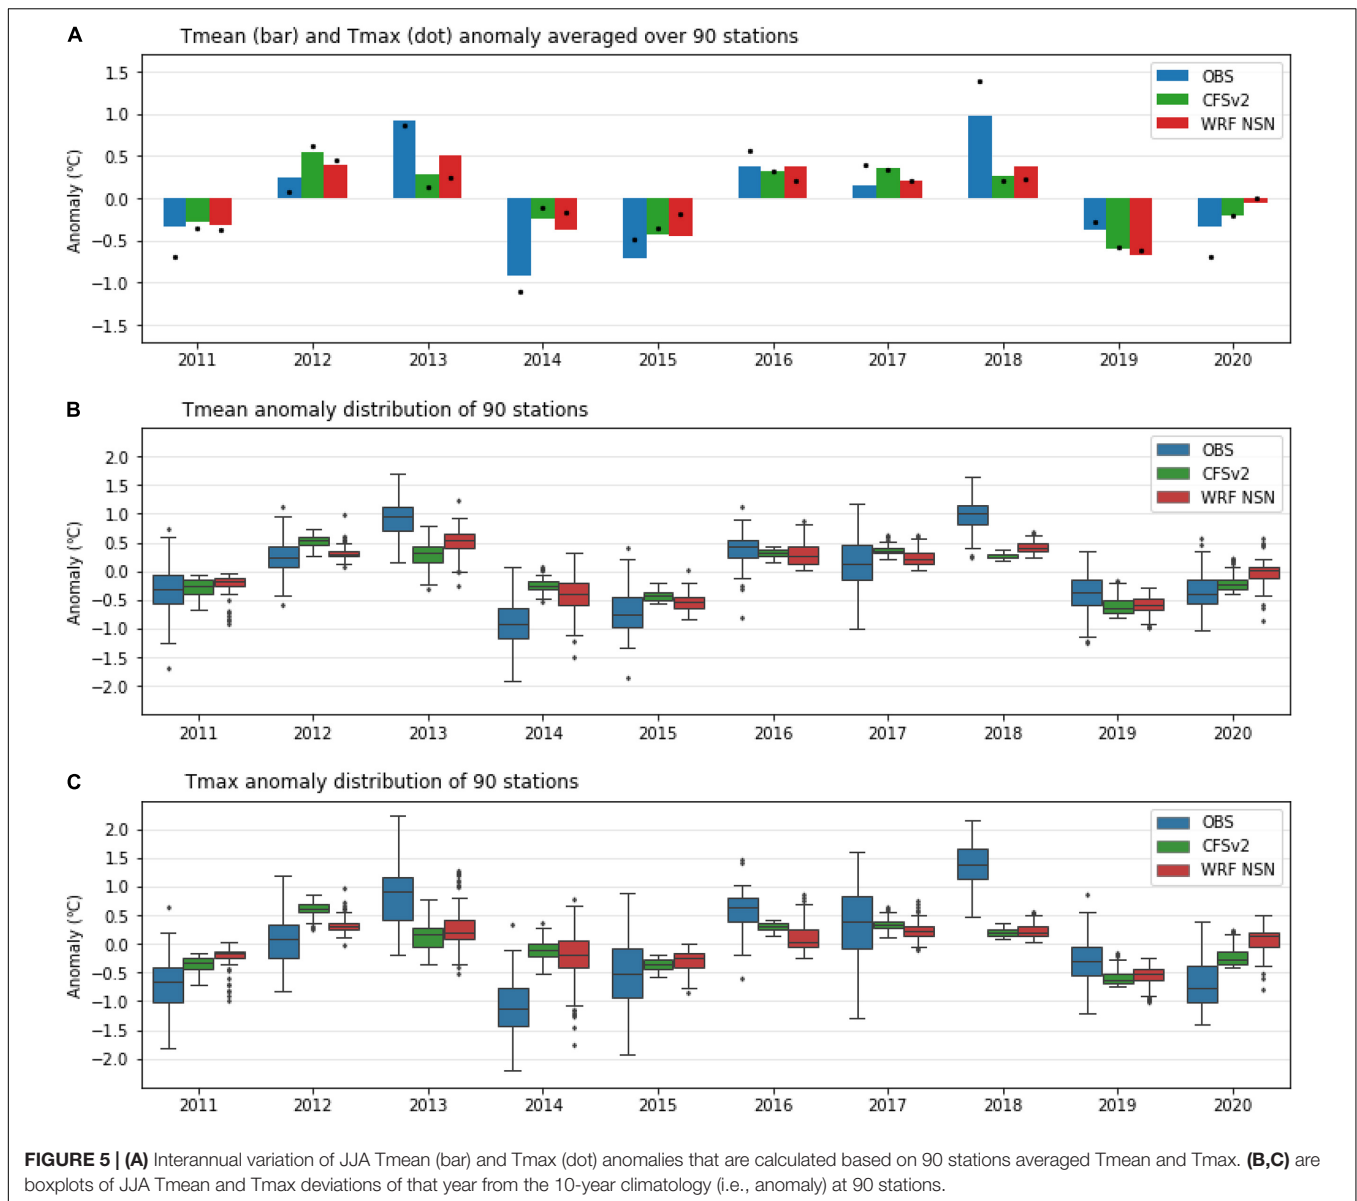 A
Tmean (bar) and Tmax (dot) anomaly averaged over 90 stations
OBS
CFSv2
WRF NSN
Anomaly (°C)
1.5
1.0
0.5
0.0
−0.5
−1.0
−1.5
2011 2012 2013 2014 2015 2016 2017 2018 2019 2020
B
Tmean anomaly distribution of 90 stations
OBS
CFSv2
WRF NSN
Anomaly (°C)
2.0
1.5
1.0
0.5
0.0
−0.5
−1.0
−1.5
−2.0
2011 2012 2013 2014 2015 2016 2017 2018 2019 2020
C
Tmax anomaly distribution of 90 stations
OBS
CFSv2
WRF NSN
Anomaly (°C)
2.0
1.5
1.0
0.5
0.0
−0.5
−1.0
−1.5
−2.0
2011 2012 2013 2014 2015 2016 2017 2018 2019 2020
FIGURE 5 | (A) Interannual variation of JJA Tmean (bar) and Tmax (dot) anomalies that are calculated based on 90 stations averaged Tmean and Tmax. (B,C) are
boxplots of JJA Tmean and Tmax deviations of that year from the 10-year climatology (i.e., anomaly) at 90 stations.